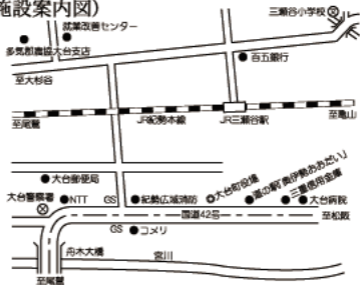 施設案内図)
三瀬谷小学校
就業改善センター
多気郡農協大台支店
百五銀行
至大杉谷
至尾鷲
JR紀勢本線
JR三瀬谷駅
至亀山
大台郵便局
大台警察署
NTT
GS
紀勢広域消防
大台町役場
道の駅「奥伊勢おおだい」
三重信用金庫
大台病院
国道42号
至松阪
GS
コメリ
舟木大橋
宮川
至尾鷲